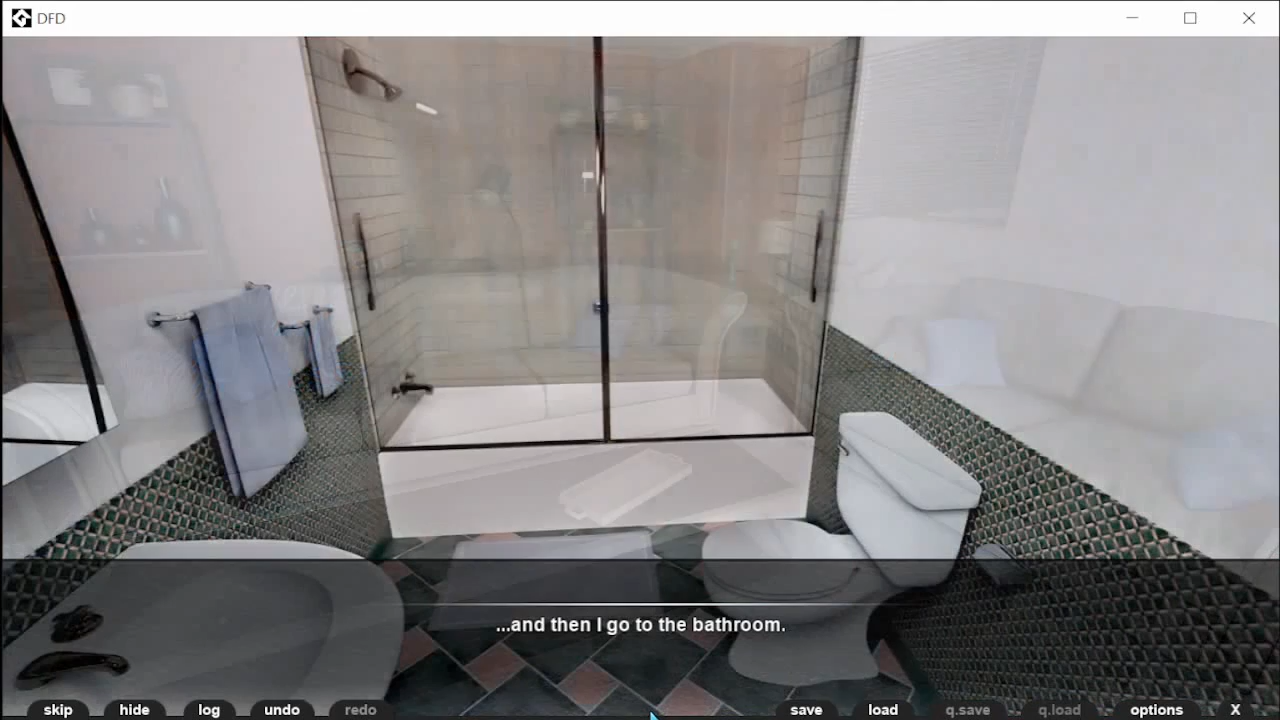 DFD
...and then I go to the bathroom.
skip hide log undo redo save load q.save q.load options X